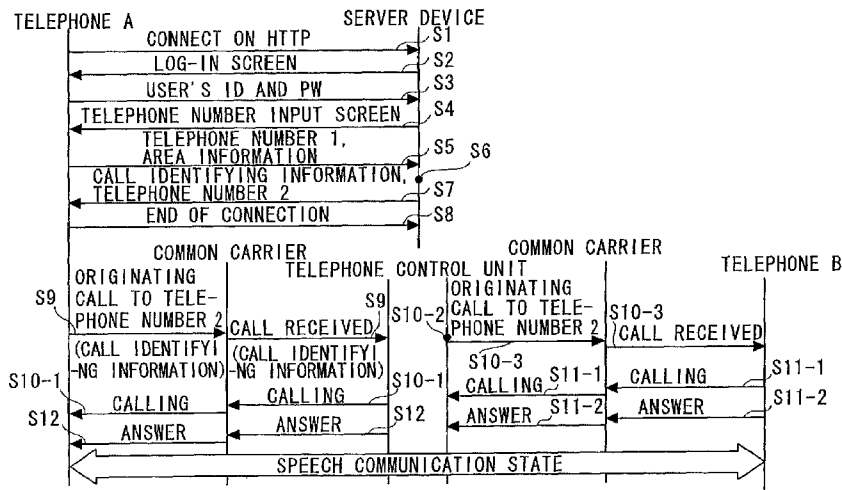 TELEPHONE A
SERVER DEVICE
CONNECT ON HTTP
S1
LOG-IN SCREEN
S2
USER'S ID AND PW
S3
TELEPHONE NUMBER INPUT SCREEN
S4
TELEPHONE NUMBER 1,
AREA INFORMATION
S5
S6
CALL IDENTIFYING INFORMATION,
TELEPHONE NUMBER 2
S7
END OF CONNECTION
S8
COMMON CARRIER
TELEPHONE CONTROL UNIT
COMMON CARRIER
TELEPHONE B
S9
ORIGINATING
CALL TO TELE-
PHONE NUMBER 2
(CALL IDENTIFYI
-NG INFORMATION)
CALL RECEIVED
S9
(CALL IDENTIFYI
-NG INFORMATION)
S10-2
ORIGINATING
CALL TO TELE-
PHONE NUMBER 2
S10-3
S10-3
CALL RECEIVED
S10-1
CALLING
CALLING
S10-1
CALLING
S11-1
CALLING
S11-1
S12
ANSWER
ANSWER
S12
ANSWER
S11-2
ANSWER
S11-2
SPEECH COMMUNICATION STATE